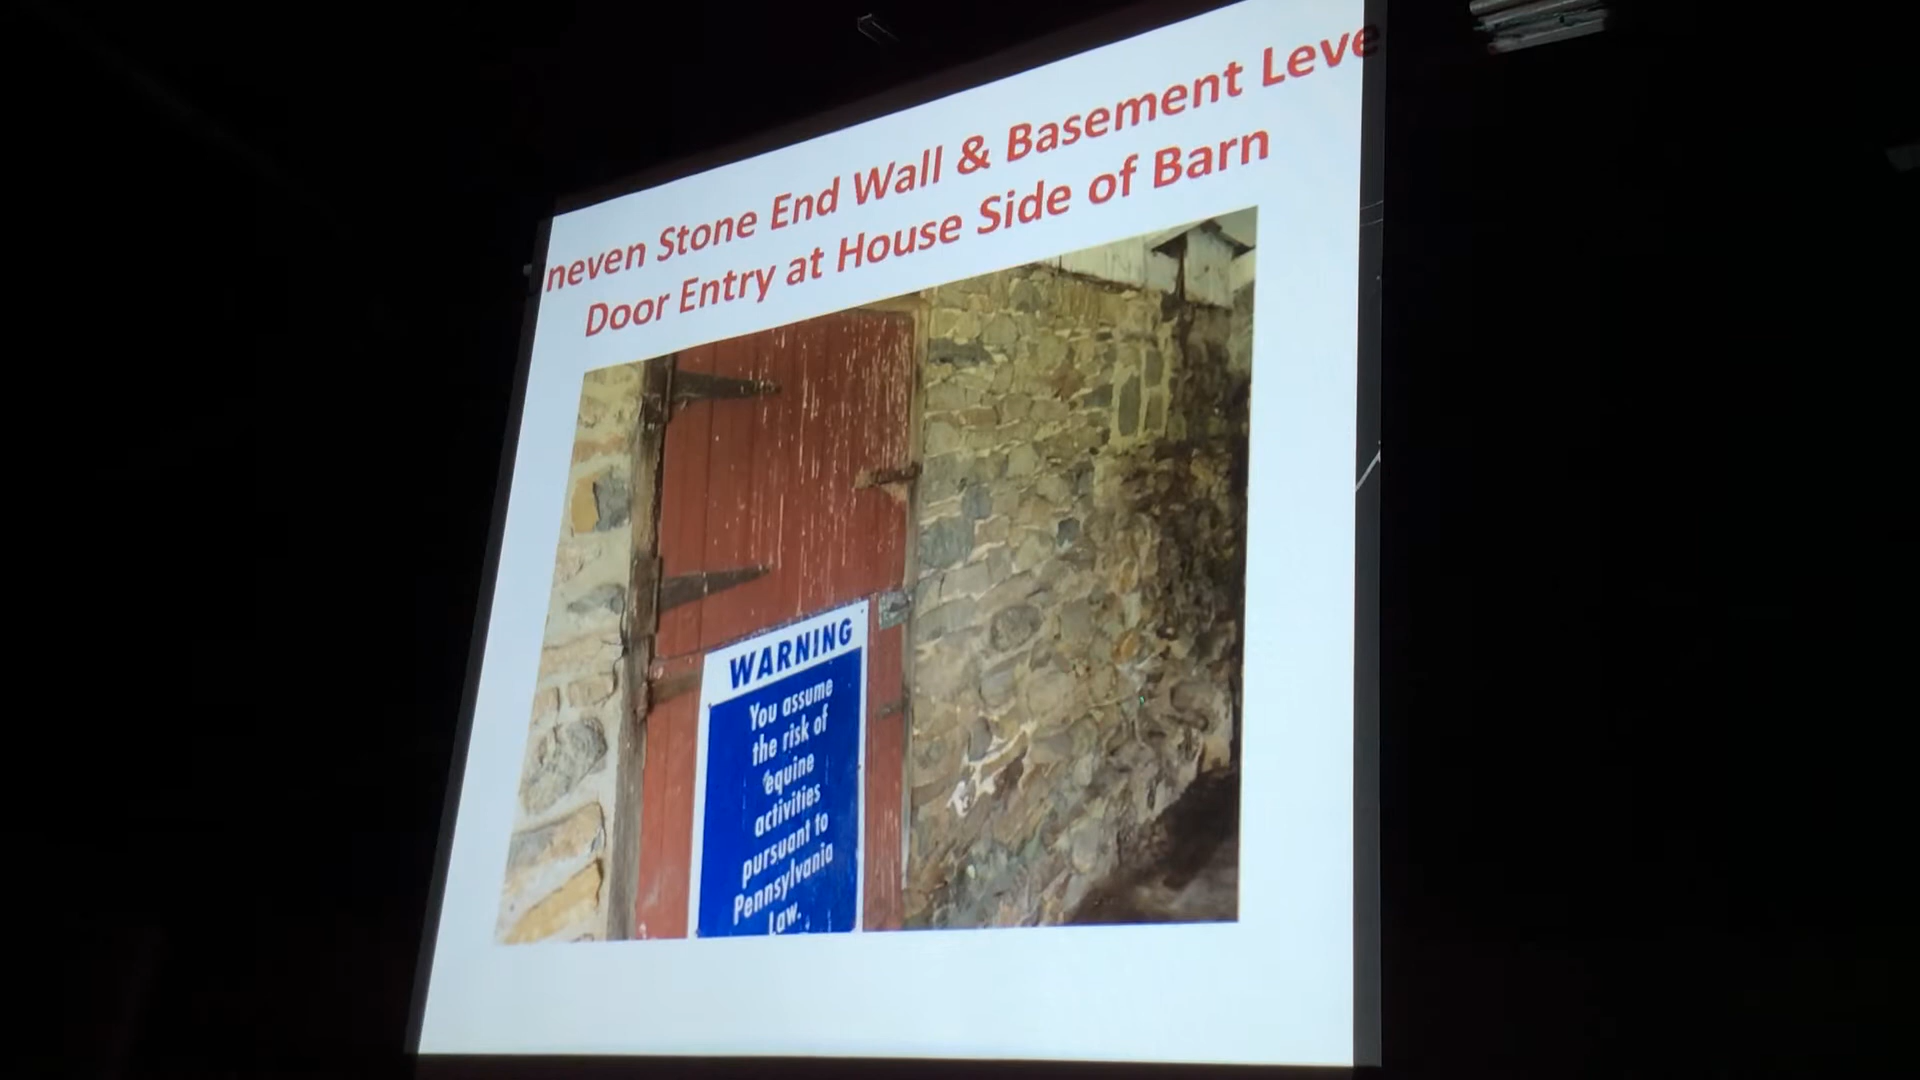 neven Stone End Wall & Basement Leve
Door Entry at House Side of Barn
WARNING
You assume
the risk of
equine
activities
pursuant to
Pennsylvania
Law.